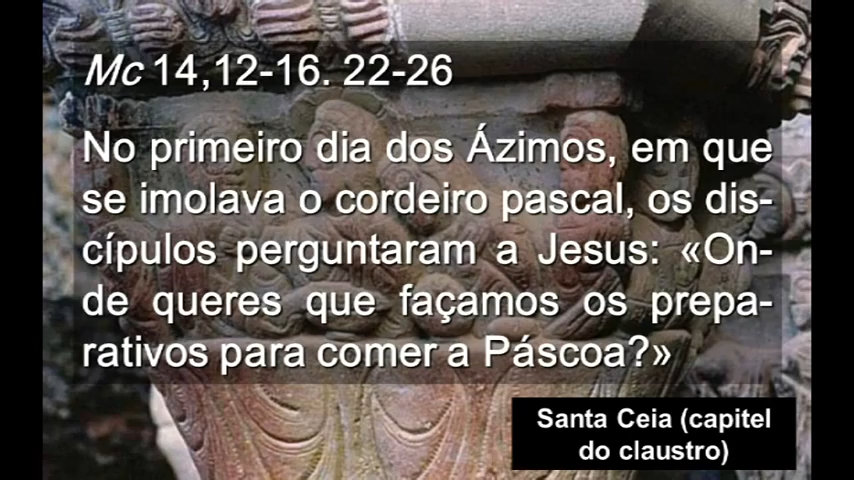 Mc 14,12-16. 22-26
No primeiro dia dos Ázimos, em que
se imolava o cordeiro pascal, os dis-
cípulos perguntaram a Jesus: «On-
de queres que façamos os prepa-
rativos para comer a Páscoa?»
Santa Ceia (capitel
do claustro)